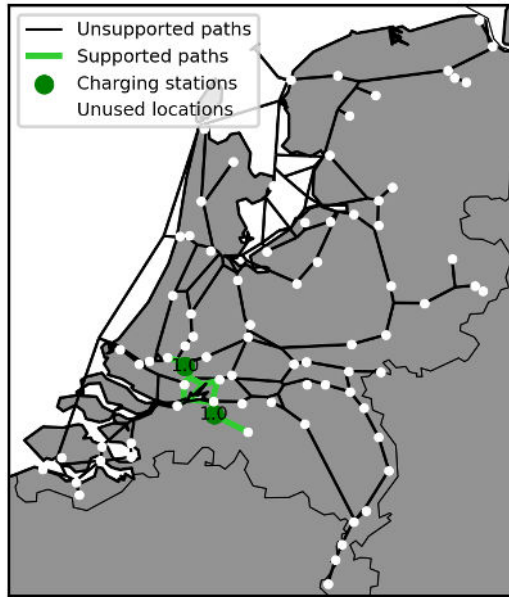 Unsupported paths
Supported paths
Charging stations
Unused locations
1.0
1.0